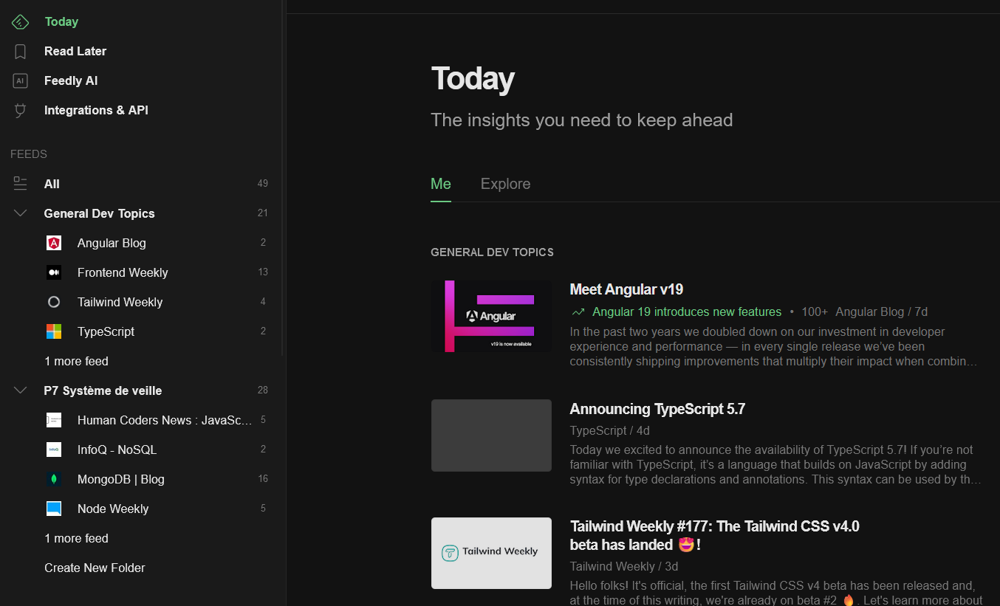 Today
Read Later
AI
Feedly AI
Integrations & API
FEEDS
All 49
General Dev Topics 21
Angular Blog 2
Frontend Weekly 13
Tailwind Weekly 4
TypeScript 2
1 more feed
P7 Système de veille 28
Human Coders News : JavaSc... 5
InfoQ - NoSQL 2
MongoDB | Blog 16
Node Weekly 5
1 more feed
Create New Folder
Today
The insights you need to keep ahead
Me Explore
GENERAL DEV TOPICS
Angular
v19 is now available
Meet Angular v19
Angular 19 introduces new features • 100+ Angular Blog / 7d
In the past two years we doubled down on our investment in developer
experience and performance — in every single release we’ve been
consistently shipping improvements that multiply their impact when combin…
Announcing TypeScript 5.7
TypeScript / 4d
Today we excited to announce the availability of TypeScript 5.7! If you’re not
familiar with TypeScript, it’s a language that builds on JavaScript by adding
syntax for type declarations and annotations. This syntax can be used by th…
Tailwind Weekly
Tailwind Weekly #177: The Tailwind CSS v4.0
beta has landed 🤩!
Tailwind Weekly / 3d
Hello folks! It's official, the first Tailwind CSS v4 beta has been released and,
at the time of this writing, we're already on beta #2 🔥. Let's learn more about